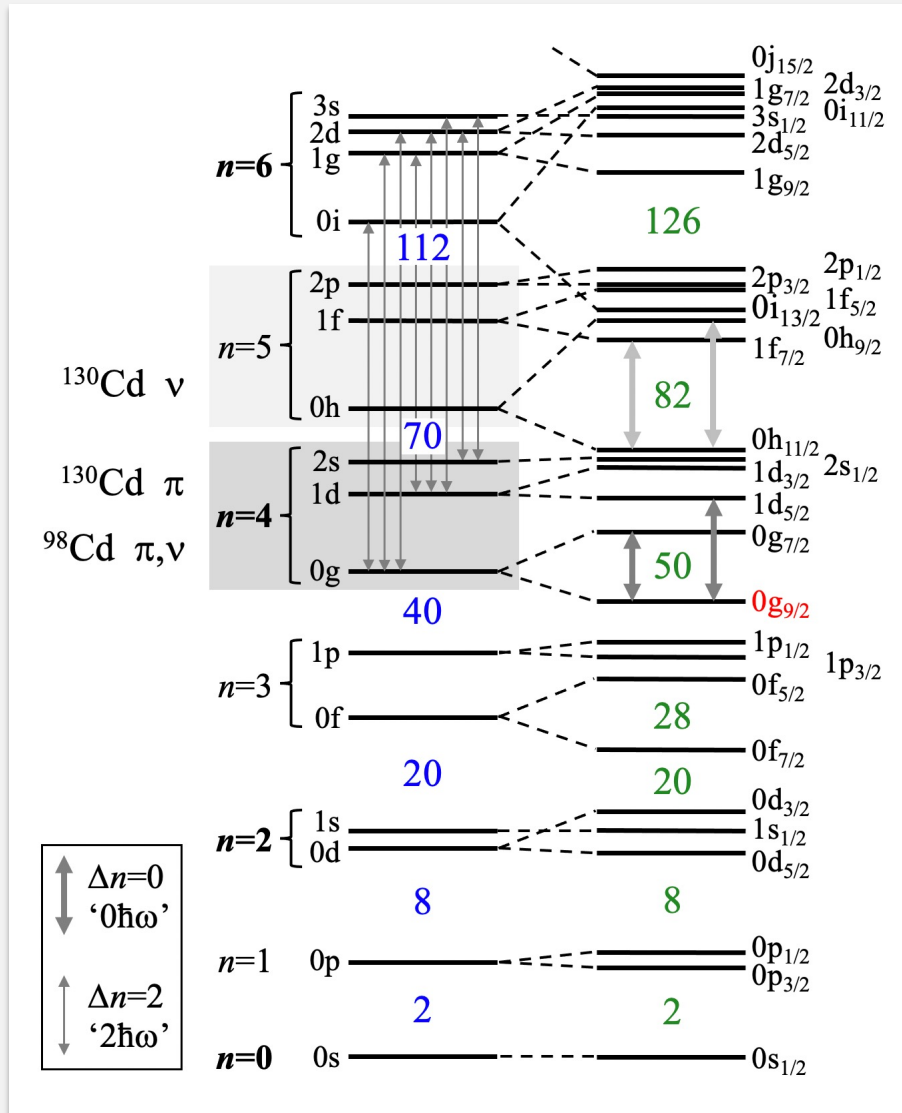 0j15/2
1g7/2 2d3/2
3s
3s1/2 0i11/2
2d
2d5/2
n=6
1g
1g9/2
0i
126
112
2p
2p3/2 2p1/2
1f
0i13/2 1f5/2
n=5
1f7/2 0h9/2
130Cd ν
82
0h
70
0h11/2
2s
1d3/2 2s1/2
130Cd π
1d
1d5/2
n=4
0g7/2
98Cd π,ν
50
0g
0g9/2
40
1p
1p1/2
1p3/2
n=3
0f5/2
0f
28
0f7/2
20
20
0d3/2
1s
1s1/2
n=2
0d
0d5/2
Δn=0
‘0ħω’
8
8
n=1
0p
0p1/2
0p3/2
Δn=2
‘2ħω’
2
2
n=0
0s
0s1/2